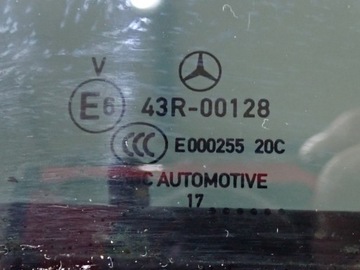 V
E6 43R-00128
CCC E000255 20C
C AUTOMOTIVE
17